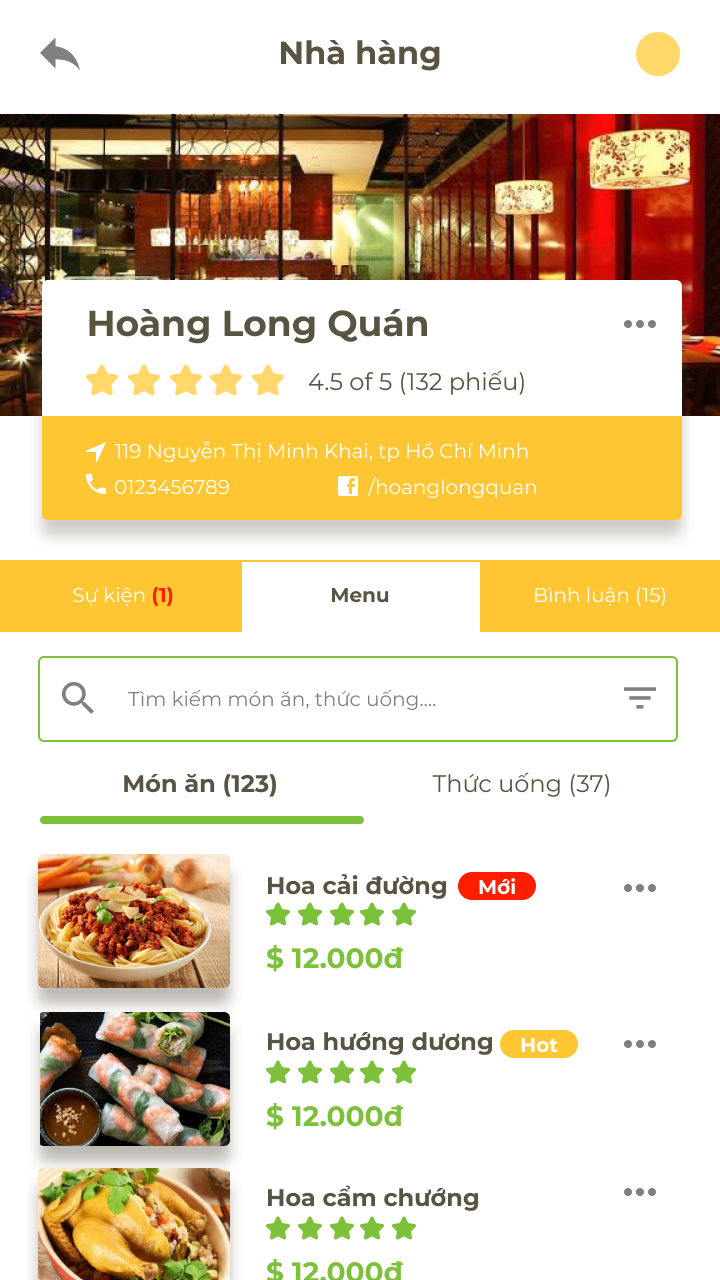 Nhà hàng
Hoàng Long Quán
4.5 of 5 (132 phiếu)
119 Nguyễn Thị Minh Khai, tp Hồ Chí Minh
0123456789
/hoanglongquan
Sự kiện (1)
Menu
Bình luận (15)
Tìm kiếm món ăn, thức uống....
Món ăn (123)
Thức uống (37)
Hoa cải đường Mới
$ 12.000đ
Hoa hướng dương Hot
$ 12.000đ
Hoa cẩm chướng
$ 12.000đ